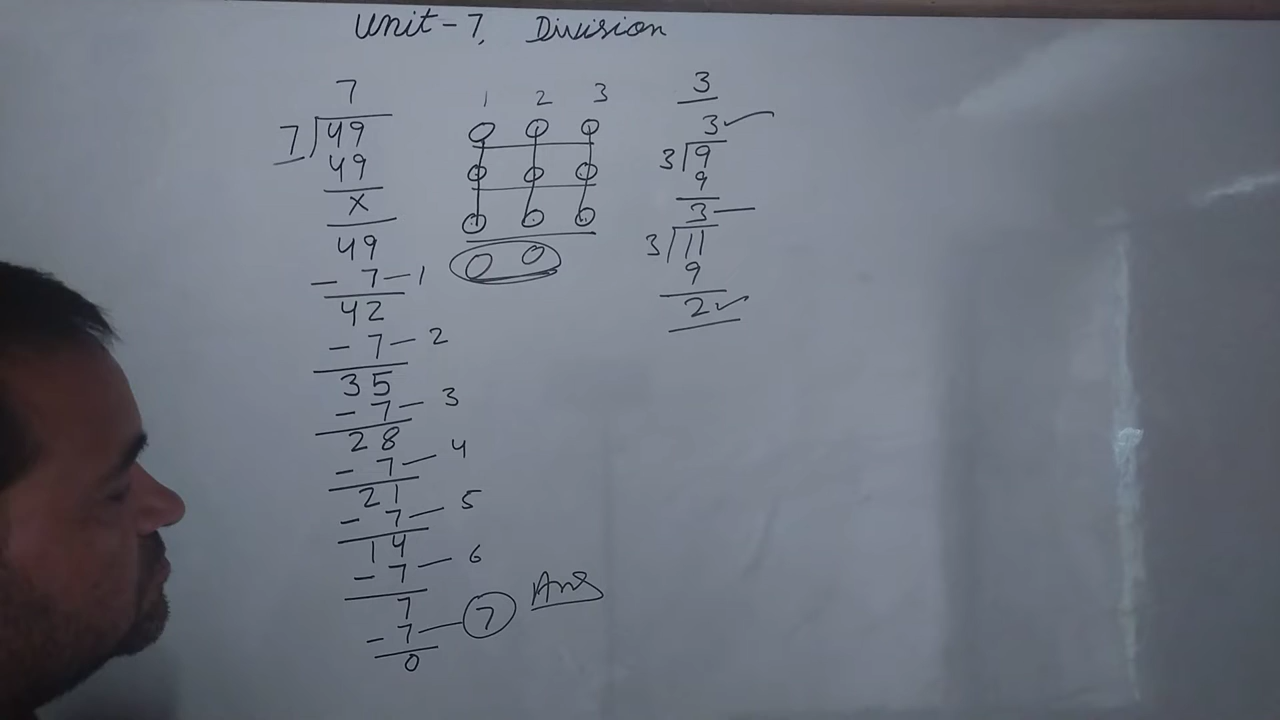 Unit-7, Division
7
7)49
49
x
49
- 7 — 1
42
- 7 — 2
35
- 7 — 3
28
- 7 — 4
21
- 7 — 5
14
- 7 — 6
7
- 7 — 7 Ans
0
1 2 3
3
3 ✓
3)9
9
3 —
3)11
9
2 ✓